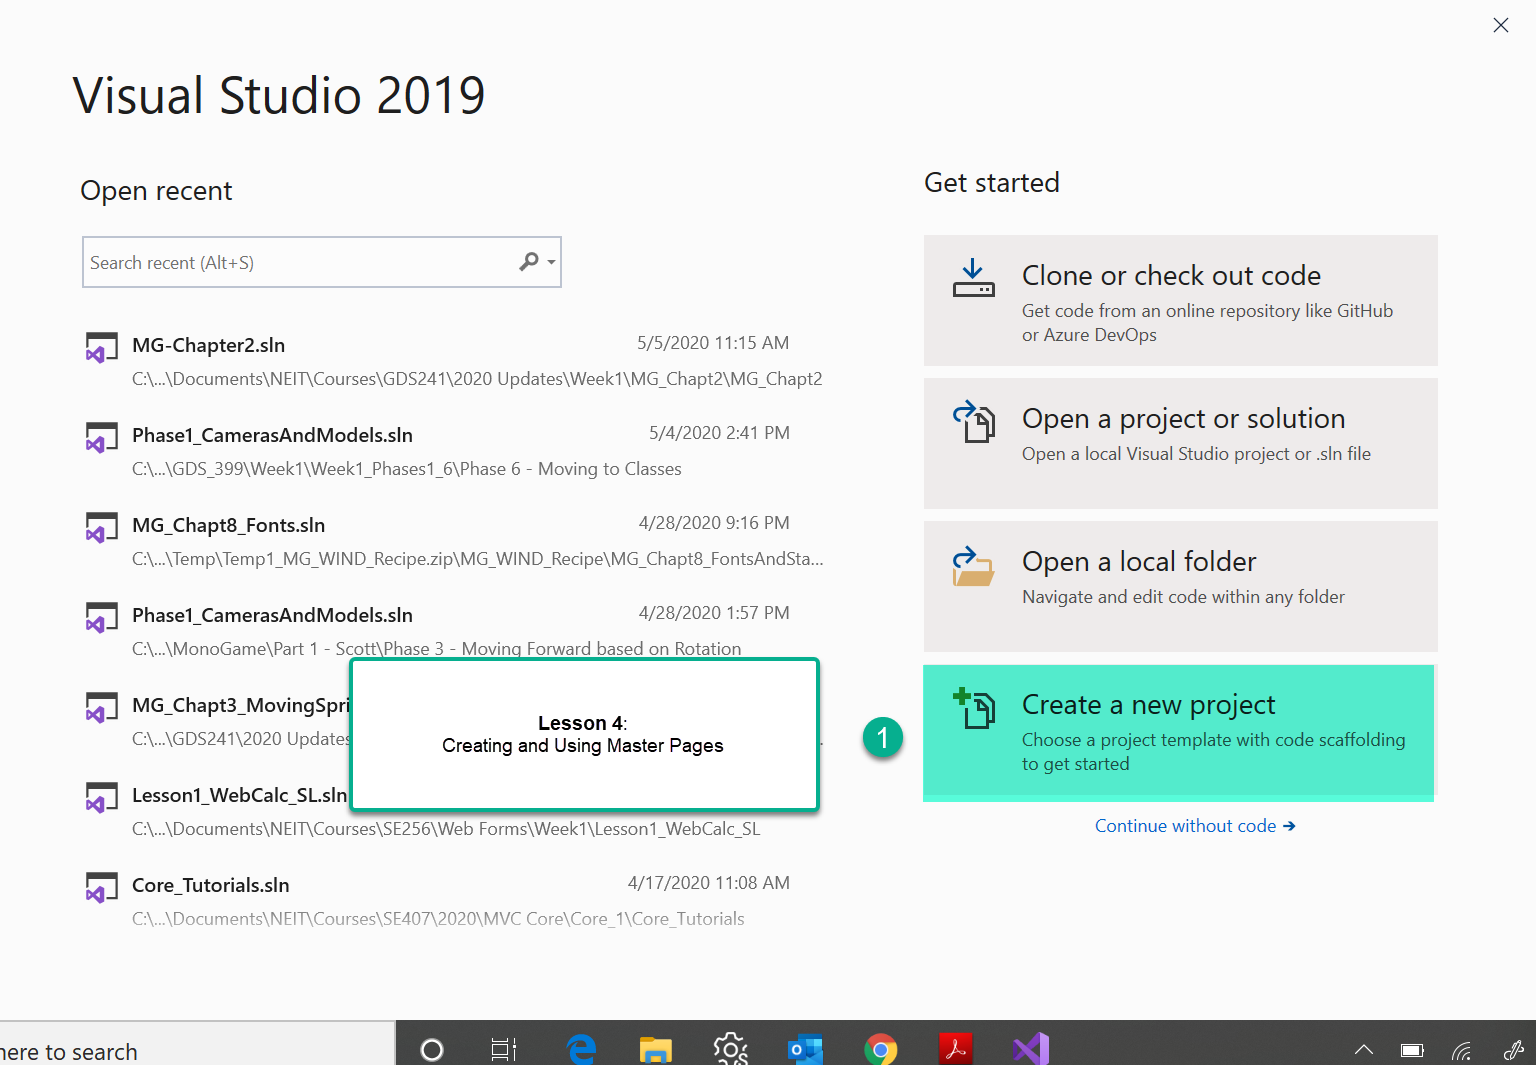 Visual Studio 2019
Open recent
Search recent (Alt+S)
MG-Chapter2.sln 5/5/2020 11:15 AM
C:\...\Documents\NEIT\Courses\GDS241\2020 Updates\Week1\MG_Chapt2\MG_Chapt2
Phase1_CamerasAndModels.sln 5/4/2020 2:41 PM
C:\...\GDS_399\Week1\Week1_Phases1_6\Phase 6 - Moving to Classes
MG_Chapt8_Fonts.sln 4/28/2020 9:16 PM
C:\...\Temp\Temp1_MG_WIND_Recipe.zip\MG_WIND_Recipe\MG_Chapt8_FontsAndSta...
Phase1_CamerasAndModels.sln 4/28/2020 1:57 PM
C:\...\MonoGame\Part 1 - Scott\Phase 3 - Moving Forward based on Rotation
MG_Chapt3_MovingSpri
C:\...\GDS241\2020 Updates
Lesson1_WebCalc_SL.sln
C:\...\Documents\NEIT\Courses\SE256\Web Forms\Week1\Lesson1_WebCalc_SL
Core_Tutorials.sln 4/17/2020 11:08 AM
C:\...\Documents\NEIT\Courses\SE407\2020\MVC Core\Core_1\Core_Tutorials
Lesson 4:
Creating and Using Master Pages
Get started
Clone or check out code
Get code from an online repository like GitHub
or Azure DevOps
Open a project or solution
Open a local Visual Studio project or .sln file
Open a local folder
Navigate and edit code within any folder
1
Create a new project
Choose a project template with code scaffolding
to get started
Continue without code →
here to search